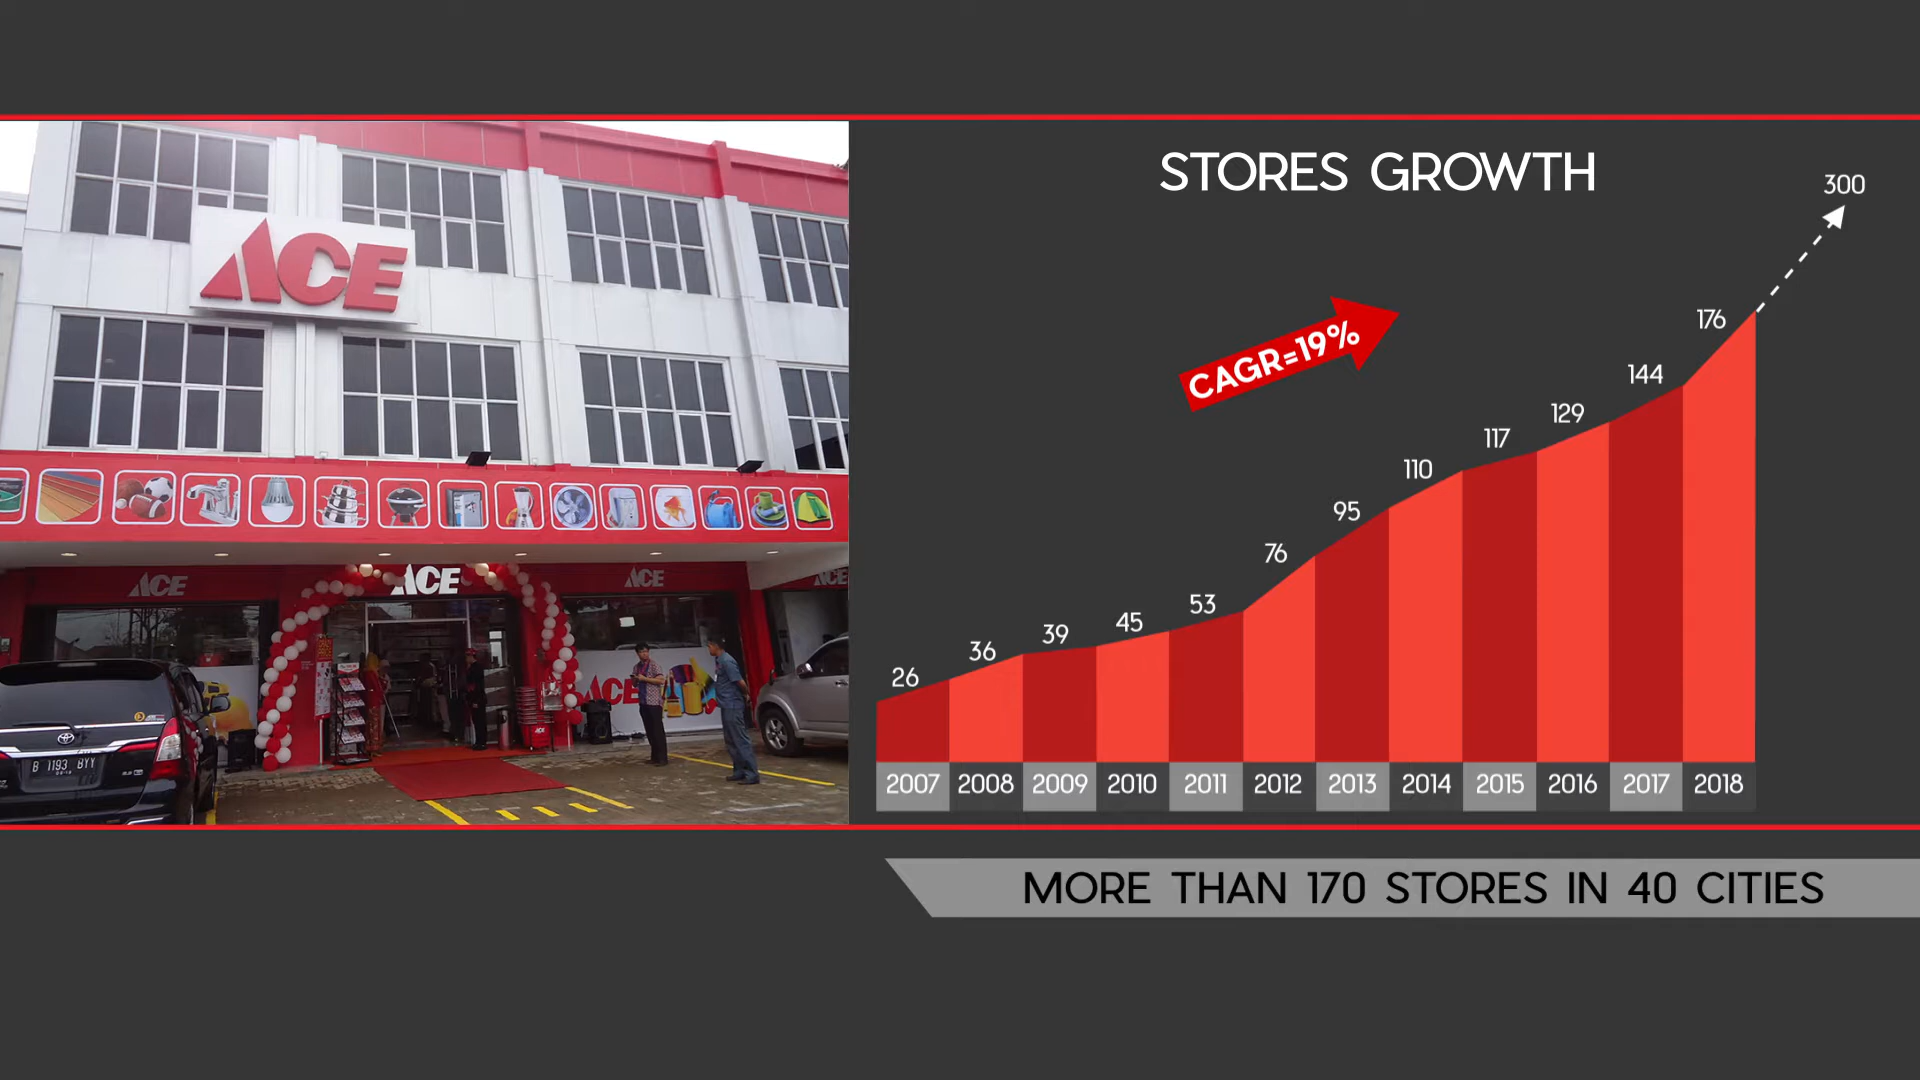 ACE
ACE
ACE
ACE
ACE
ACE
B 1193 BYY
STORES GROWTH
300
CAGR=19%
176
144
129
117
110
95
76
53
45
39
36
26
2007 2008 2009 2010 2011 2012 2013 2014 2015 2016 2017 2018
MORE THAN 170 STORES IN 40 CITIES